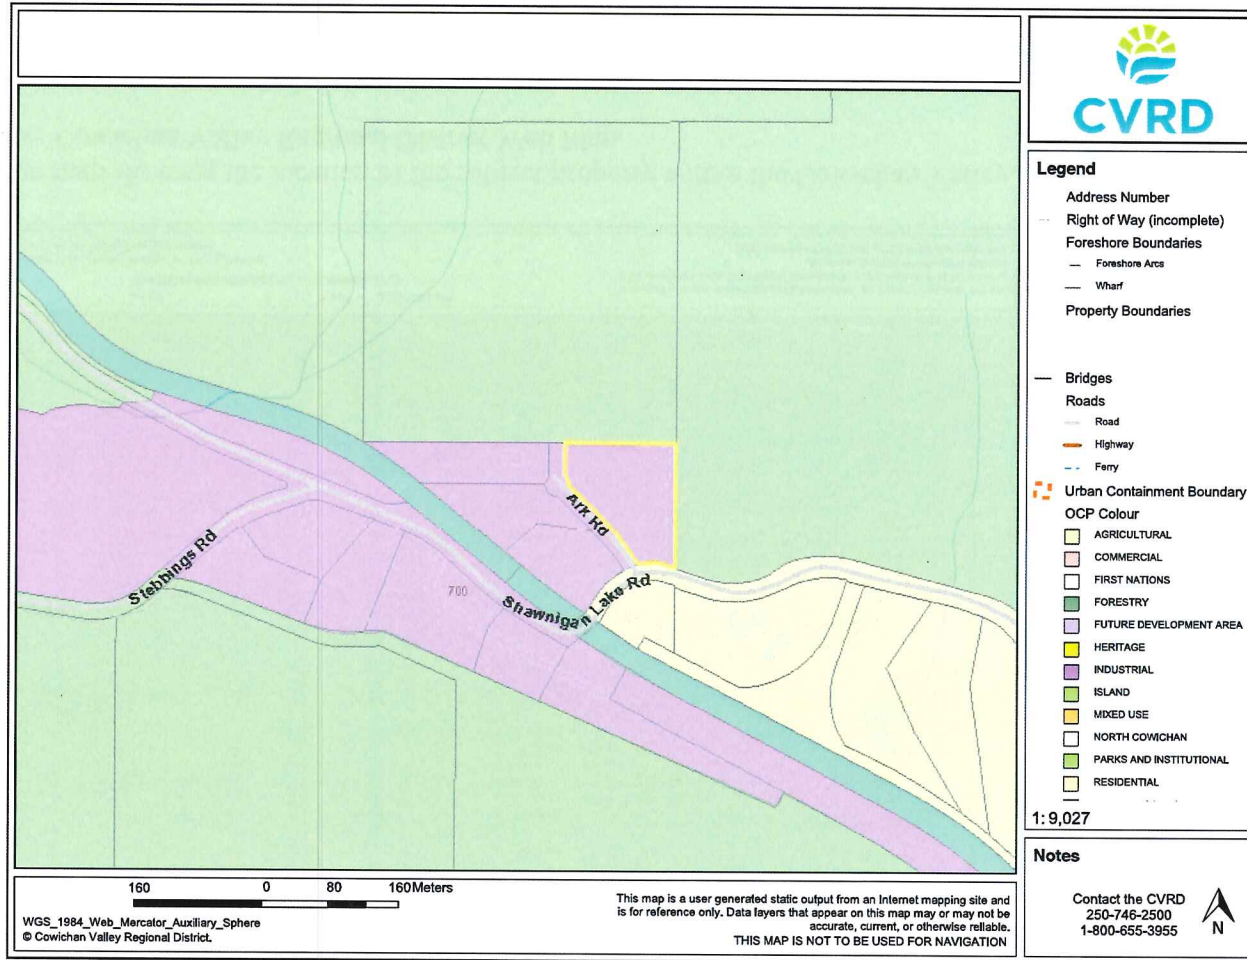 CVRD
Legend
Address Number
Right of Way (incomplete)
Foreshore Boundaries
Foreshore Arcs
Wharf
Property Boundaries
Bridges
Roads
Road
Highway
Ferry
Urban Containment Boundary
OCP Colour
AGRICULTURAL
COMMERCIAL
FIRST NATIONS
FORESTRY
FUTURE DEVELOPMENT AREA
HERITAGE
INDUSTRIAL
ISLAND
MIXED USE
NORTH COWICHAN
PARKS AND INSTITUTIONAL
RESIDENTIAL
1: 9,027
Notes
Contact the CVRD
250-746-2500
1-800-655-3955
N
Ark Rd
Stebbings Rd
700
Shawnigan Lake Rd
160 0 80 160 Meters
WGS_1984_Web_Mercator_Auxiliary_Sphere
© Cowichan Valley Regional District.
This map is a user generated static output from an Internet mapping site and
is for reference only. Data layers that appear on this map may or may not be
accurate, current, or otherwise reliable.
THIS MAP IS NOT TO BE USED FOR NAVIGATION